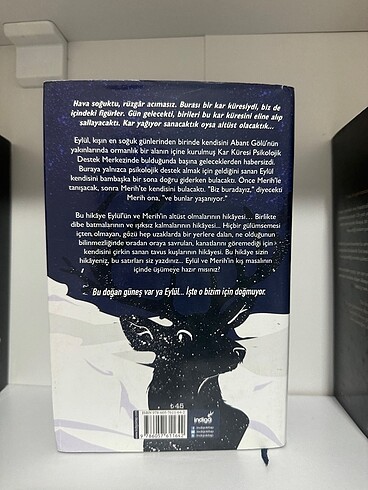 Hava soğuktu, rüzgâr acımasız. Burası bir kar küresiydi, biz de
içindeki figürler. Gün gelecekti, birileri bu kar küresini eline alıp
sallayacaktı. Kar yağıyor sanacaktık oysa altüst olacaktık...
Eylül, kışın en soğuk günlerinden birinde kendisini Abant Gölü'nün
yakınlarında ormanlık bir alanın içine kurulmuş Kar Küresi Psikolojik
Destek Merkezinde bulduğunda başına geleceklerden habersizdi.
Buraya yalnızca psikolojik destek almak için geldiğini sanan Eylül
kendisini bambaşka bir sona doğru giderken bulacaktı. Önce Merih'le
tanışacak, sonra Merih'te kendisini bulacaktı. "Biz buradayız," diyecekti
Merih ona, "ve bunlar yaşanıyor."
Bu hikâye Eylül'ün ve Merih'in altüst olmalarının hikâyesi... Birlikte
dibe batmalarının ve ışıksız kalmalarının hikâyesi... Hiçbir gülümsemesi
içten olmayan, gözü hep uzaklarda bir yerlere dalan, ne olduğunun
bilinmezliğinde oradan oraya savrulan, kanatlarını göremediği için
kendisini çirkin sanan tavus kuşlarının hikâyesi. Bu hikâye sizin
hikâyeniz, bu satırları siz yazdınız... Eylül ve Merih'in kış masalının
içinde üşümeye hazır mısınız?
Bu doğan güneş var ya Eylül... İşte o bizim için doğmuyor.
₺45
indigo
9 786057 611642